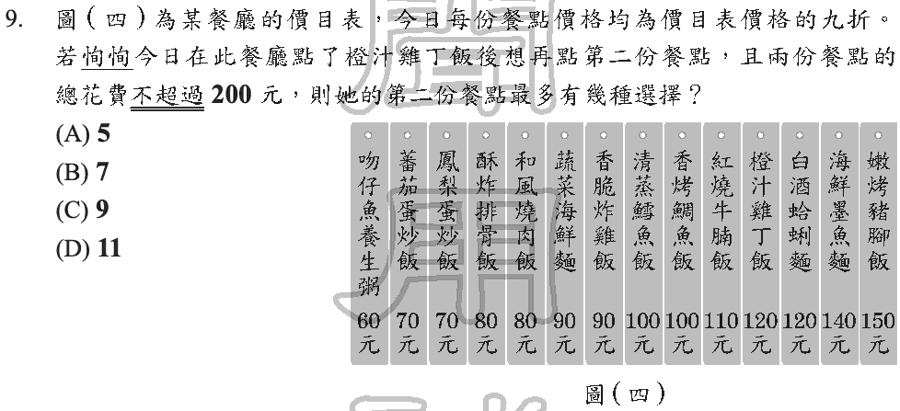 9. 圖(四)為某餐廳的價目表，今日每份餐點價格均為價目表價格的九折。
若恂恂今日在此餐廳點了橙汁雞丁飯後想再點第二份餐點，且兩份餐點的
總花費不超過 200 元，則她的第二份餐點最多有幾種選擇？
(A) 5
(B) 7
(C) 9
(D) 11
吻仔魚養生粥 60元
蕃茄蛋炒飯 70元
鳳梨蛋炒飯 70元
酥炸排骨飯 80元
和風燒肉飯 80元
蔬菜海鮮麵 90元
香脆炸雞飯 90元
清蒸鱈魚飯 100元
香烤鯛魚飯 100元
紅燒牛腩飯 110元
橙汁雞丁飯 120元
白酒蛤蜊麵 120元
海鮮墨魚麵 140元
嫩烤豬腳飯 150元
圖(四)